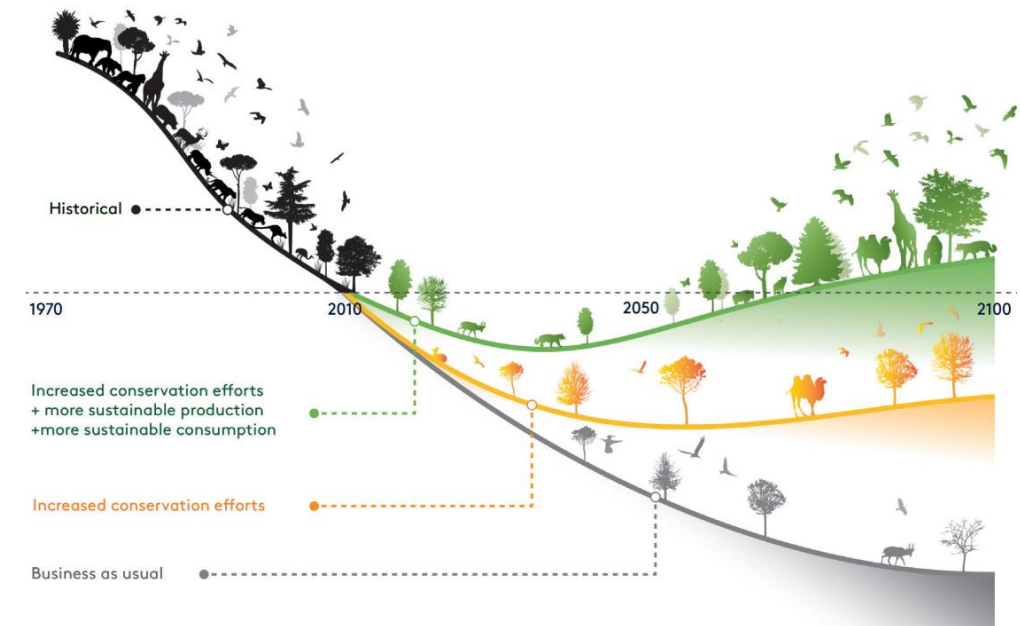 Historical
1970
2010
2050
2100
Increased conservation efforts
+ more sustainable production
+more sustainable consumption
Increased conservation efforts
Business as usual